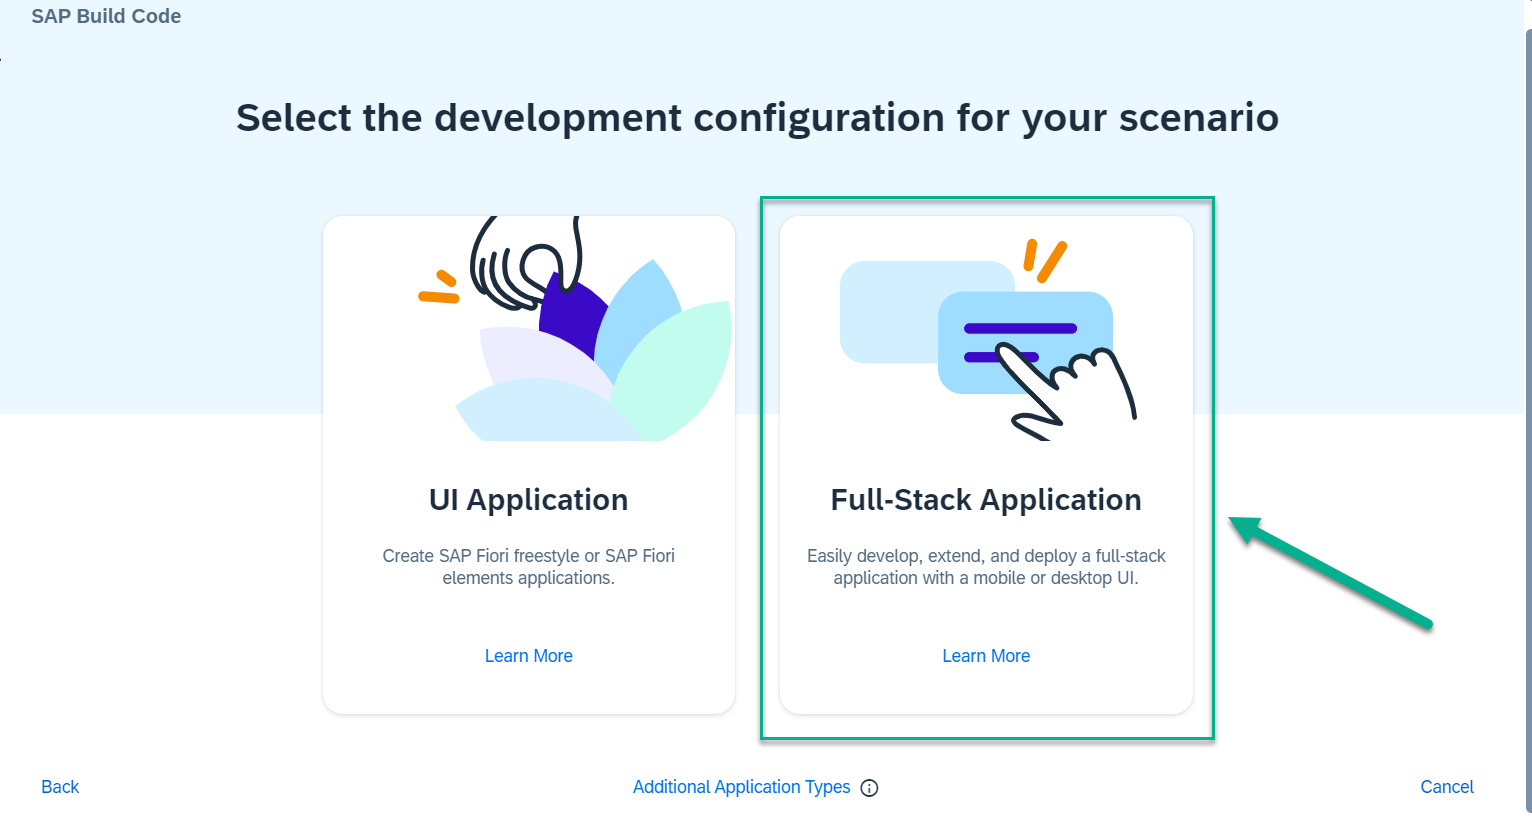 SAP Build Code
Select the development configuration for your scenario
UI Application
Create SAP Fiori freestyle or SAP Fiori
elements applications.
Learn More
Full-Stack Application
Easily develop, extend, and deploy a full-stack
application with a mobile or desktop UI.
Learn More
Back
Additional Application Types
Cancel